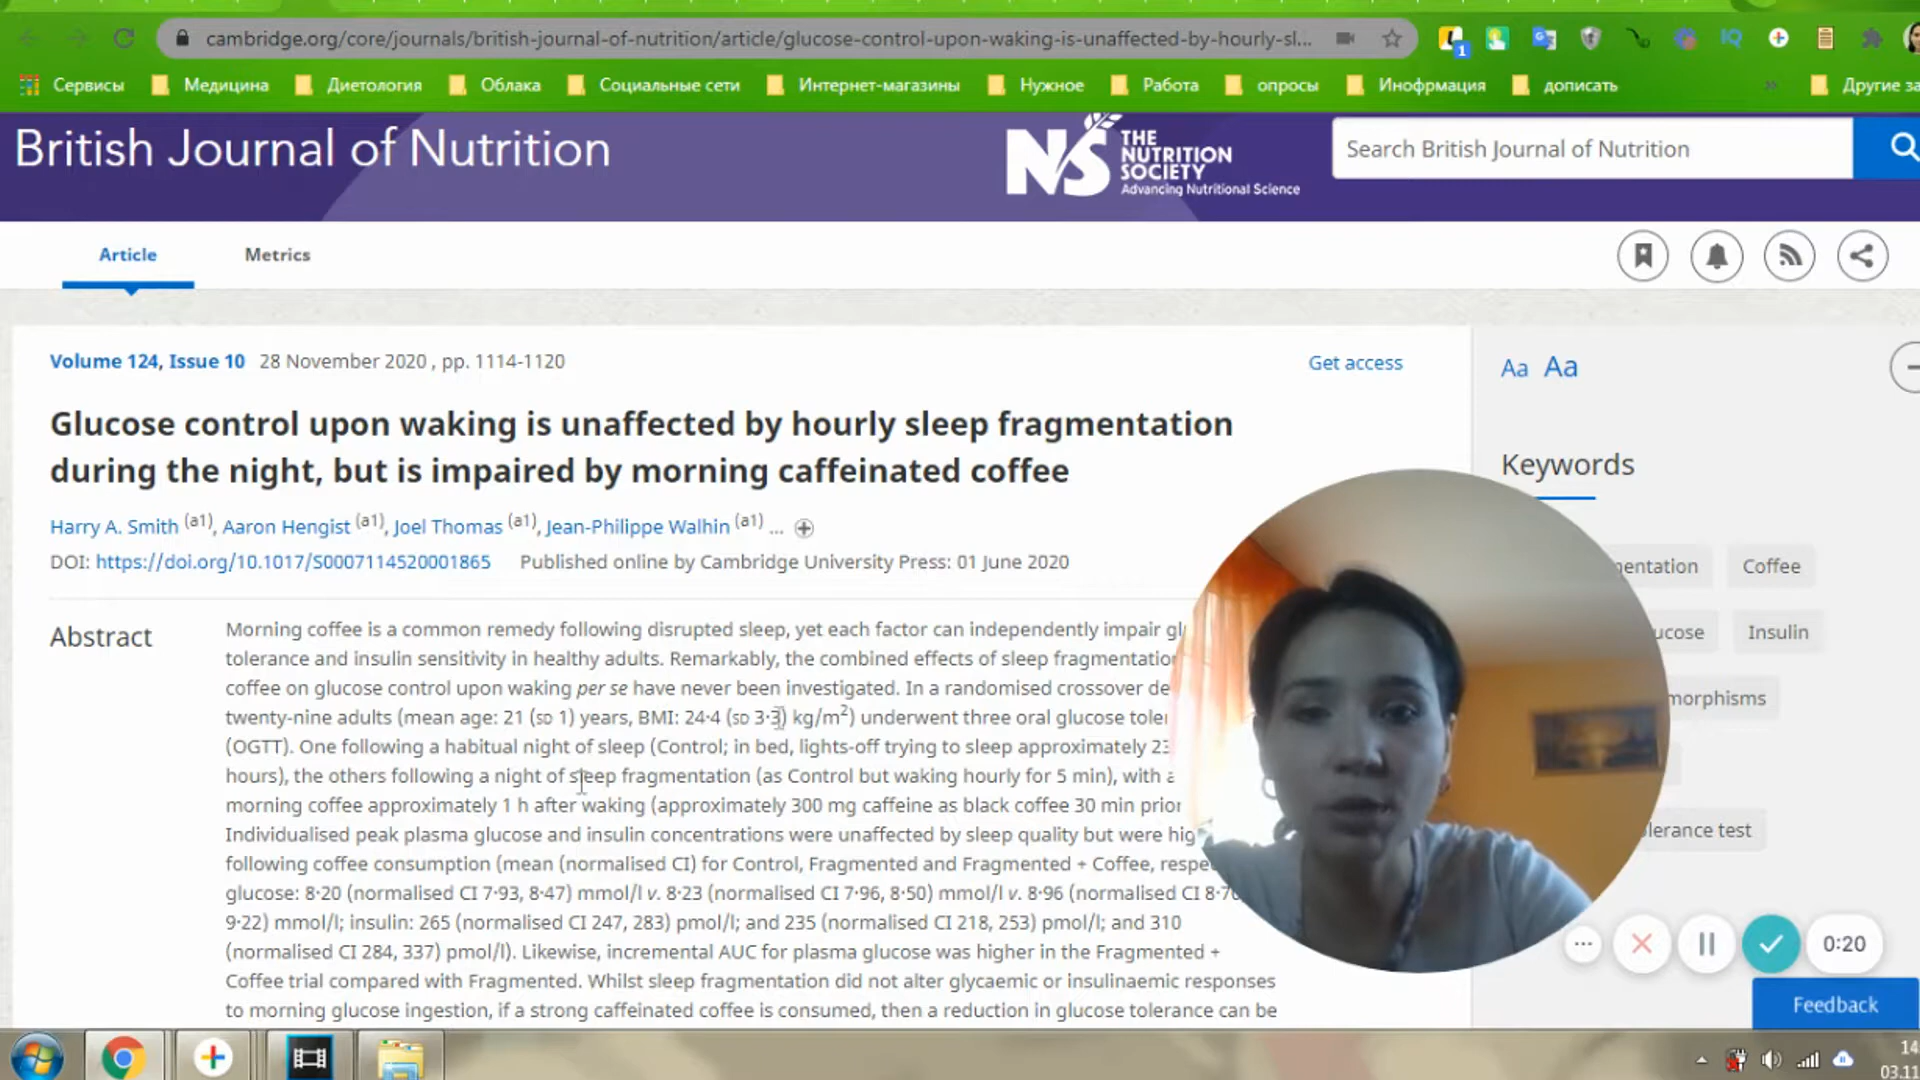 cambridge.org/core/journals/british-journal-of-nutrition/article/glucose-control-upon-waking-is-unaffected-by-hourly-sl...
1
IQ
Сервисы Медицина Диетология Облака Социальные сети Интернет-магазины Нужное Работа опросы Инофрмация дописать » Другие за
British Journal of Nutrition
NS THE NUTRITION SOCIETY
Advancing Nutritional Science
Search British Journal of Nutrition
Article Metrics
Volume 124, Issue 10 28 November 2020 , pp. 1114-1120
Get access
Aa Aa
Glucose control upon waking is unaffected by hourly sleep fragmentation
during the night, but is impaired by morning caffeinated coffee
Harry A. Smith (a1), Aaron Hengist (a1), Joel Thomas (a1), Jean-Philippe Walhin (a1) ...
DOI: https://doi.org/10.1017/S0007114520001865 Published online by Cambridge University Press: 01 June 2020
Keywords
mentation Coffee
ucose Insulin
morphisms
lerance test
Abstract
Morning coffee is a common remedy following disrupted sleep, yet each factor can independently impair gl
tolerance and insulin sensitivity in healthy adults. Remarkably, the combined effects of sleep fragmentation
coffee on glucose control upon waking per se have never been investigated. In a randomised crossover de
twenty-nine adults (mean age: 21 (SD 1) years, BMI: 24·4 (SD 3·3) kg/m2) underwent three oral glucose toler
(OGTT). One following a habitual night of sleep (Control; in bed, lights-off trying to sleep approximately 23
hours), the others following a night of sleep fragmentation (as Control but waking hourly for 5 min), with a
morning coffee approximately 1 h after waking (approximately 300 mg caffeine as black coffee 30 min prior
Individualised peak plasma glucose and insulin concentrations were unaffected by sleep quality but were hig
following coffee consumption (mean (normalised CI) for Control, Fragmented and Fragmented + Coffee, respe
glucose: 8·20 (normalised CI 7·93, 8·47) mmol/l v. 8·23 (normalised CI 7·96, 8·50) mmol/l v. 8·96 (normalised CI 8·70
9·22) mmol/l; insulin: 265 (normalised CI 247, 283) pmol/l; and 235 (normalised CI 218, 253) pmol/l; and 310
(normalised CI 284, 337) pmol/l). Likewise, incremental AUC for plasma glucose was higher in the Fragmented +
Coffee trial compared with Fragmented. Whilst sleep fragmentation did not alter glycaemic or insulinaemic responses
to morning glucose ingestion, if a strong caffeinated coffee is consumed, then a reduction in glucose tolerance can be
0:20
Feedback
14
03.11